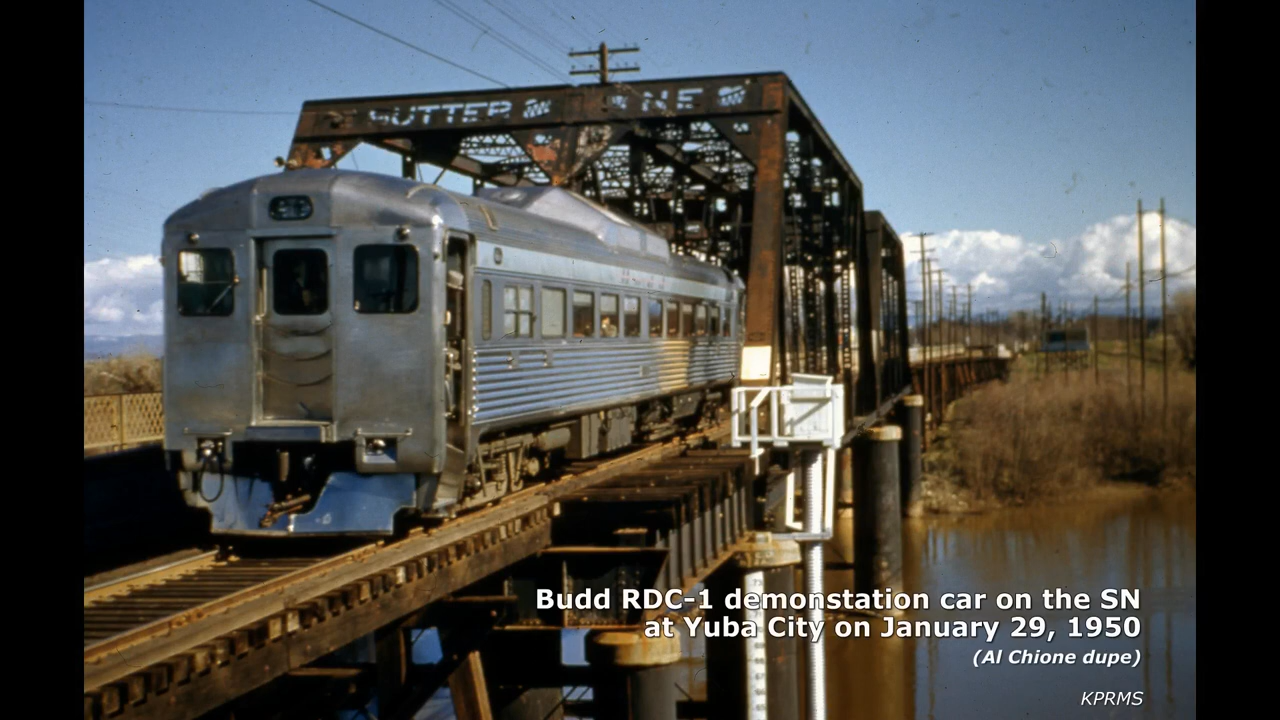 SUTTER
Budd RDC-1 demonstation car on the SN
at Yuba City on January 29, 1950
(Al Chione dupe)
KPRMS